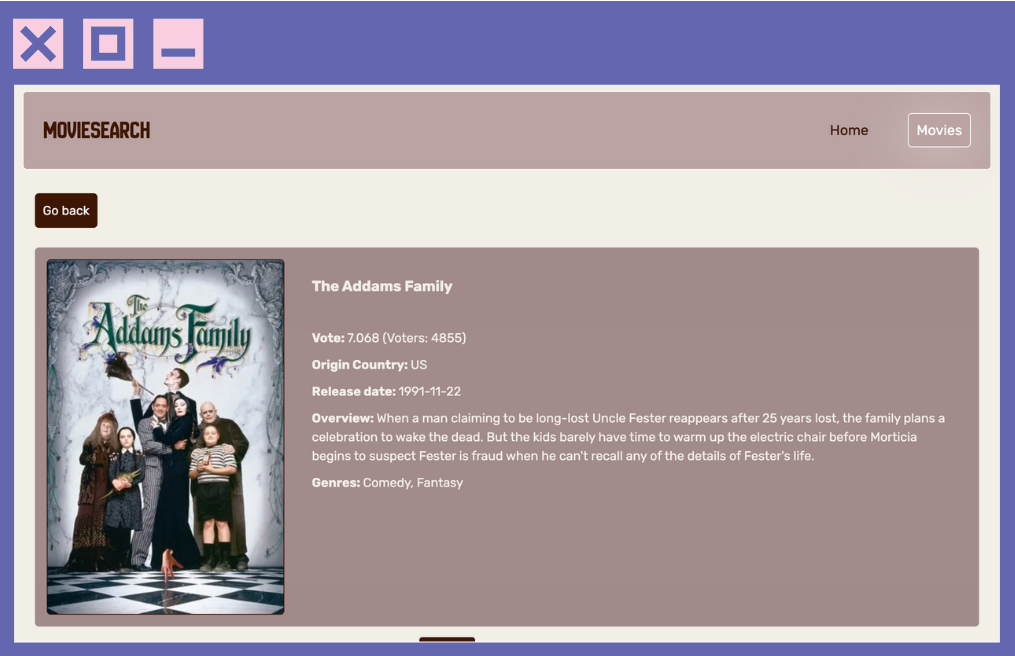 MOVIESEARCH
Home
Movies
Go back
The
Addams Family
The Addams Family
Vote: 7.068 (Voters: 4855)
Origin Country: US
Release date: 1991-11-22
Overview: When a man claiming to be long-lost Uncle Fester reappears after 25 years lost, the family plans a
celebration to wake the dead. But the kids barely have time to warm up the electric chair before Morticia
begins to suspect Fester is fraud when he can't recall any of the details of Fester's life.
Genres: Comedy, Fantasy